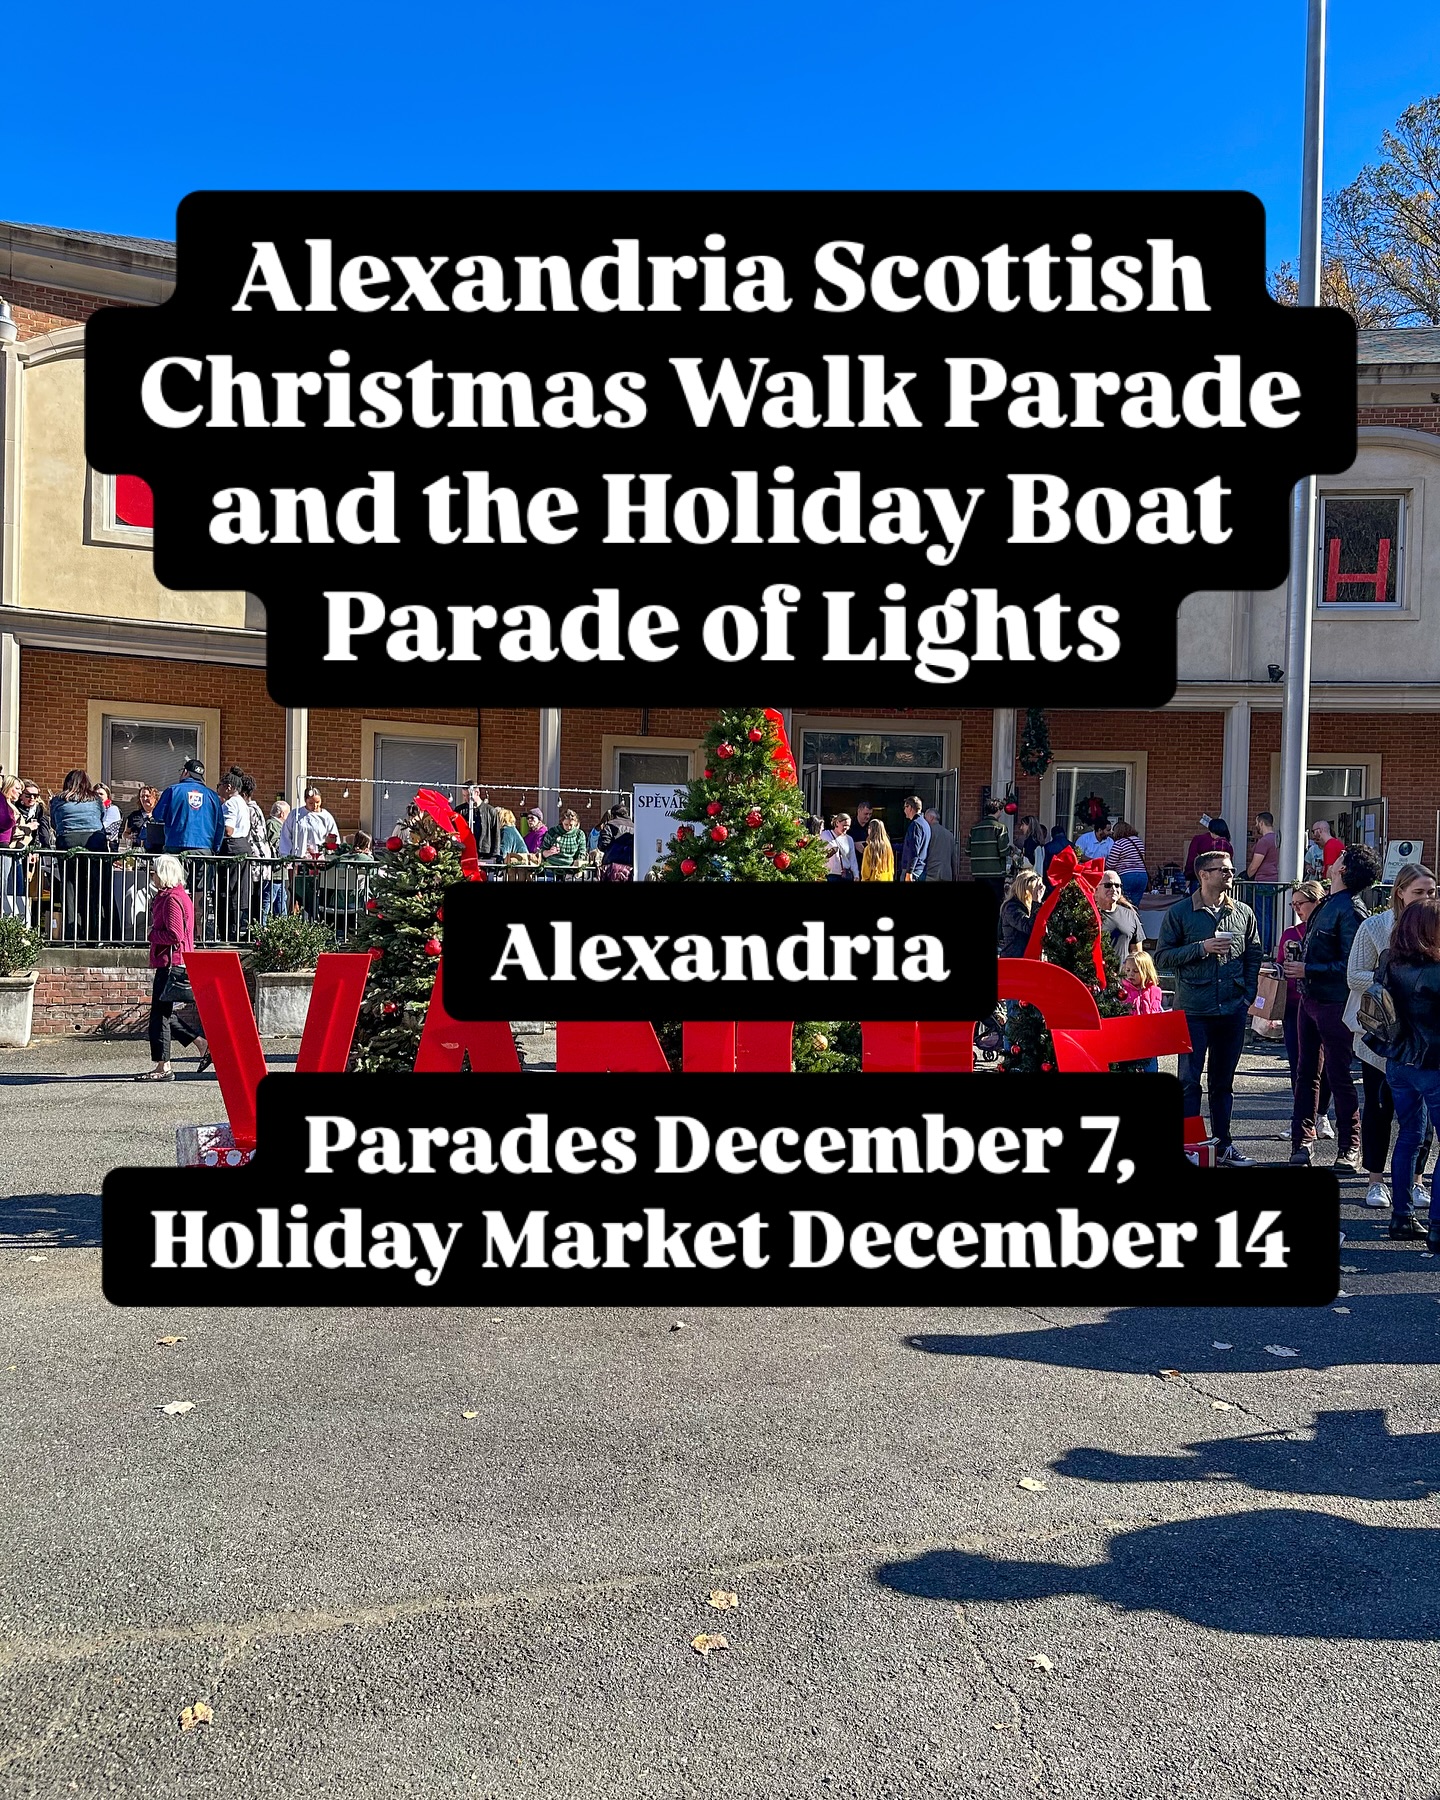 Alexandria Scottish
Christmas Walk Parade
and the Holiday Boat
Parade of Lights
H
SPĚVÁK
Alexandria
Parades December 7,
Holiday Market December 14